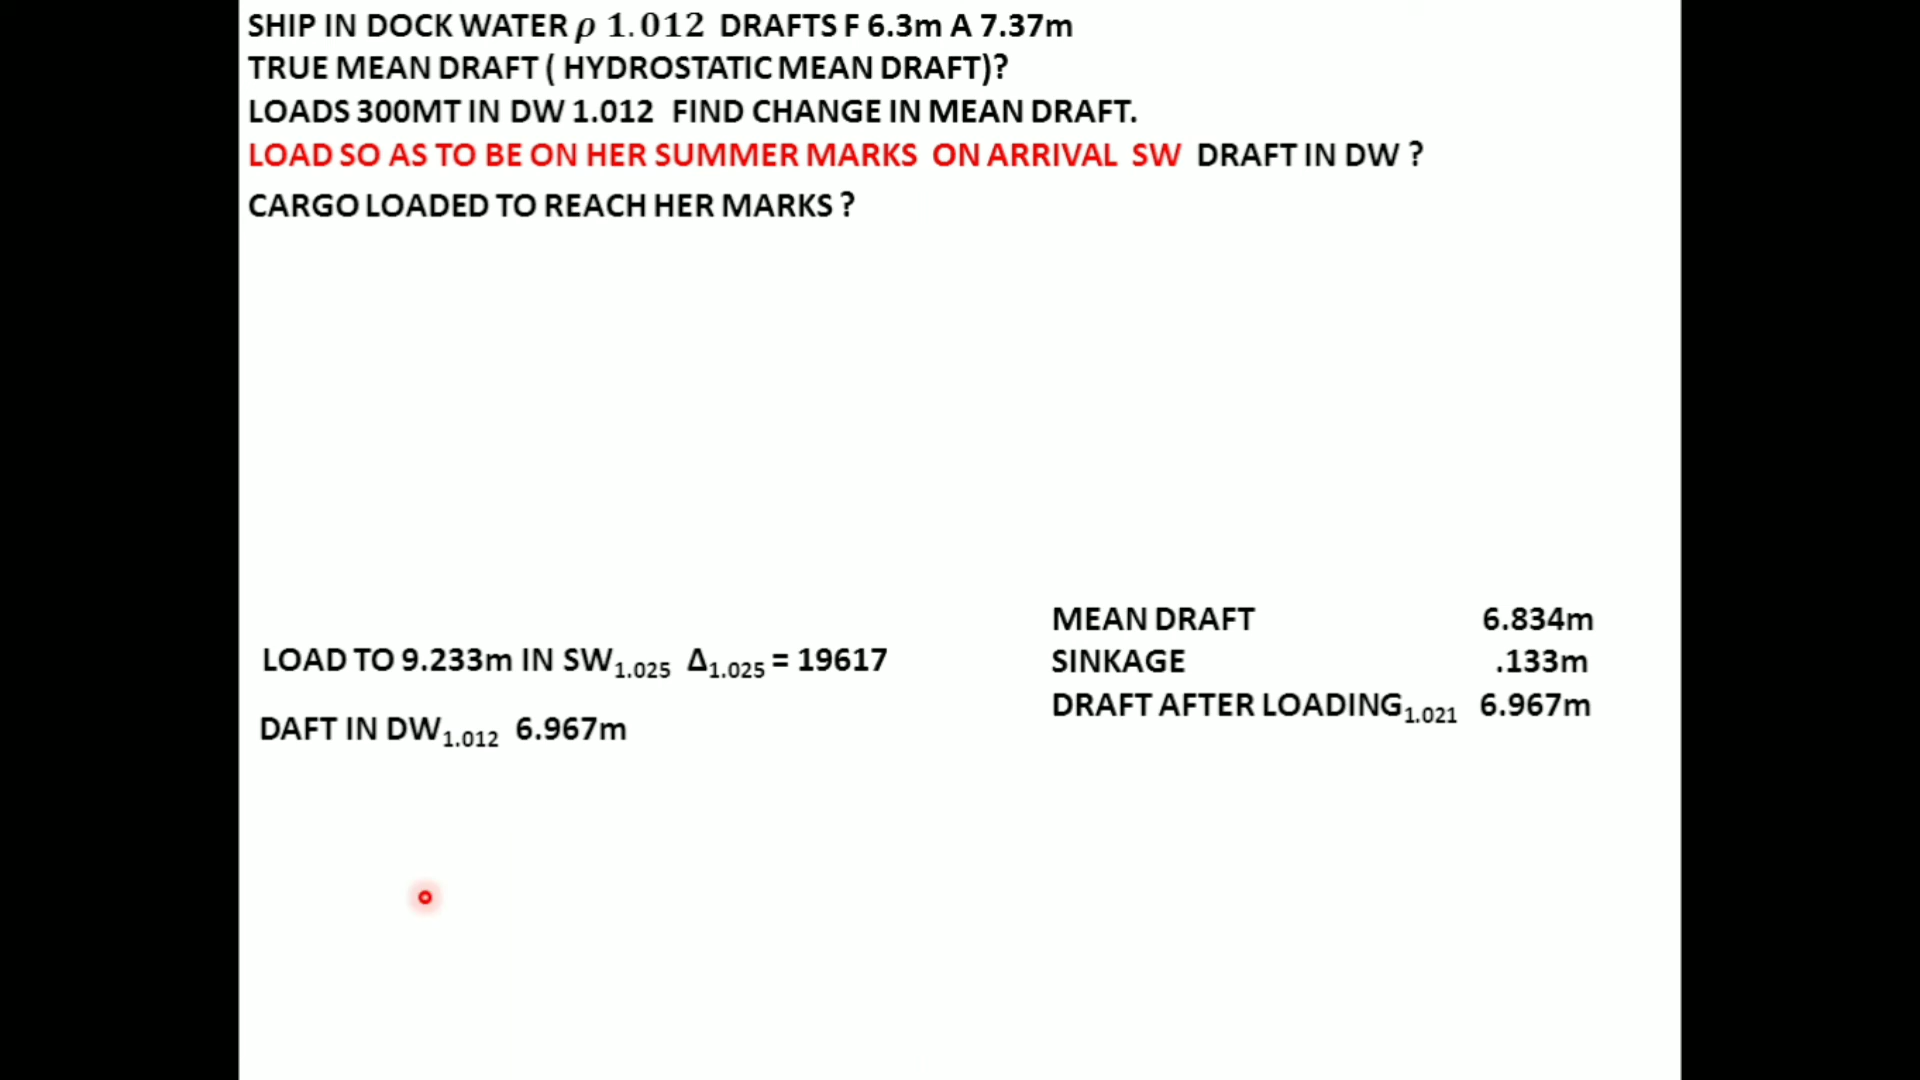 SHIP IN DOCK WATER ρ 1.012 DRAFTS F 6.3m A 7.37m
TRUE MEAN DRAFT ( HYDROSTATIC MEAN DRAFT)?
LOADS 300MT IN DW 1.012 FIND CHANGE IN MEAN DRAFT.
LOAD SO AS TO BE ON HER SUMMER MARKS ON ARRIVAL SW DRAFT IN DW ?
CARGO LOADED TO REACH HER MARKS ?
LOAD TO 9.233m IN SW₁.₀₂₅ Δ₁.₀₂₅ = 19617
DAFT IN DW₁.₀₁₂ 6.967m
MEAN DRAFT 6.834m
SINKAGE .133m
DRAFT AFTER LOADING₁.₀₂₁ 6.967m